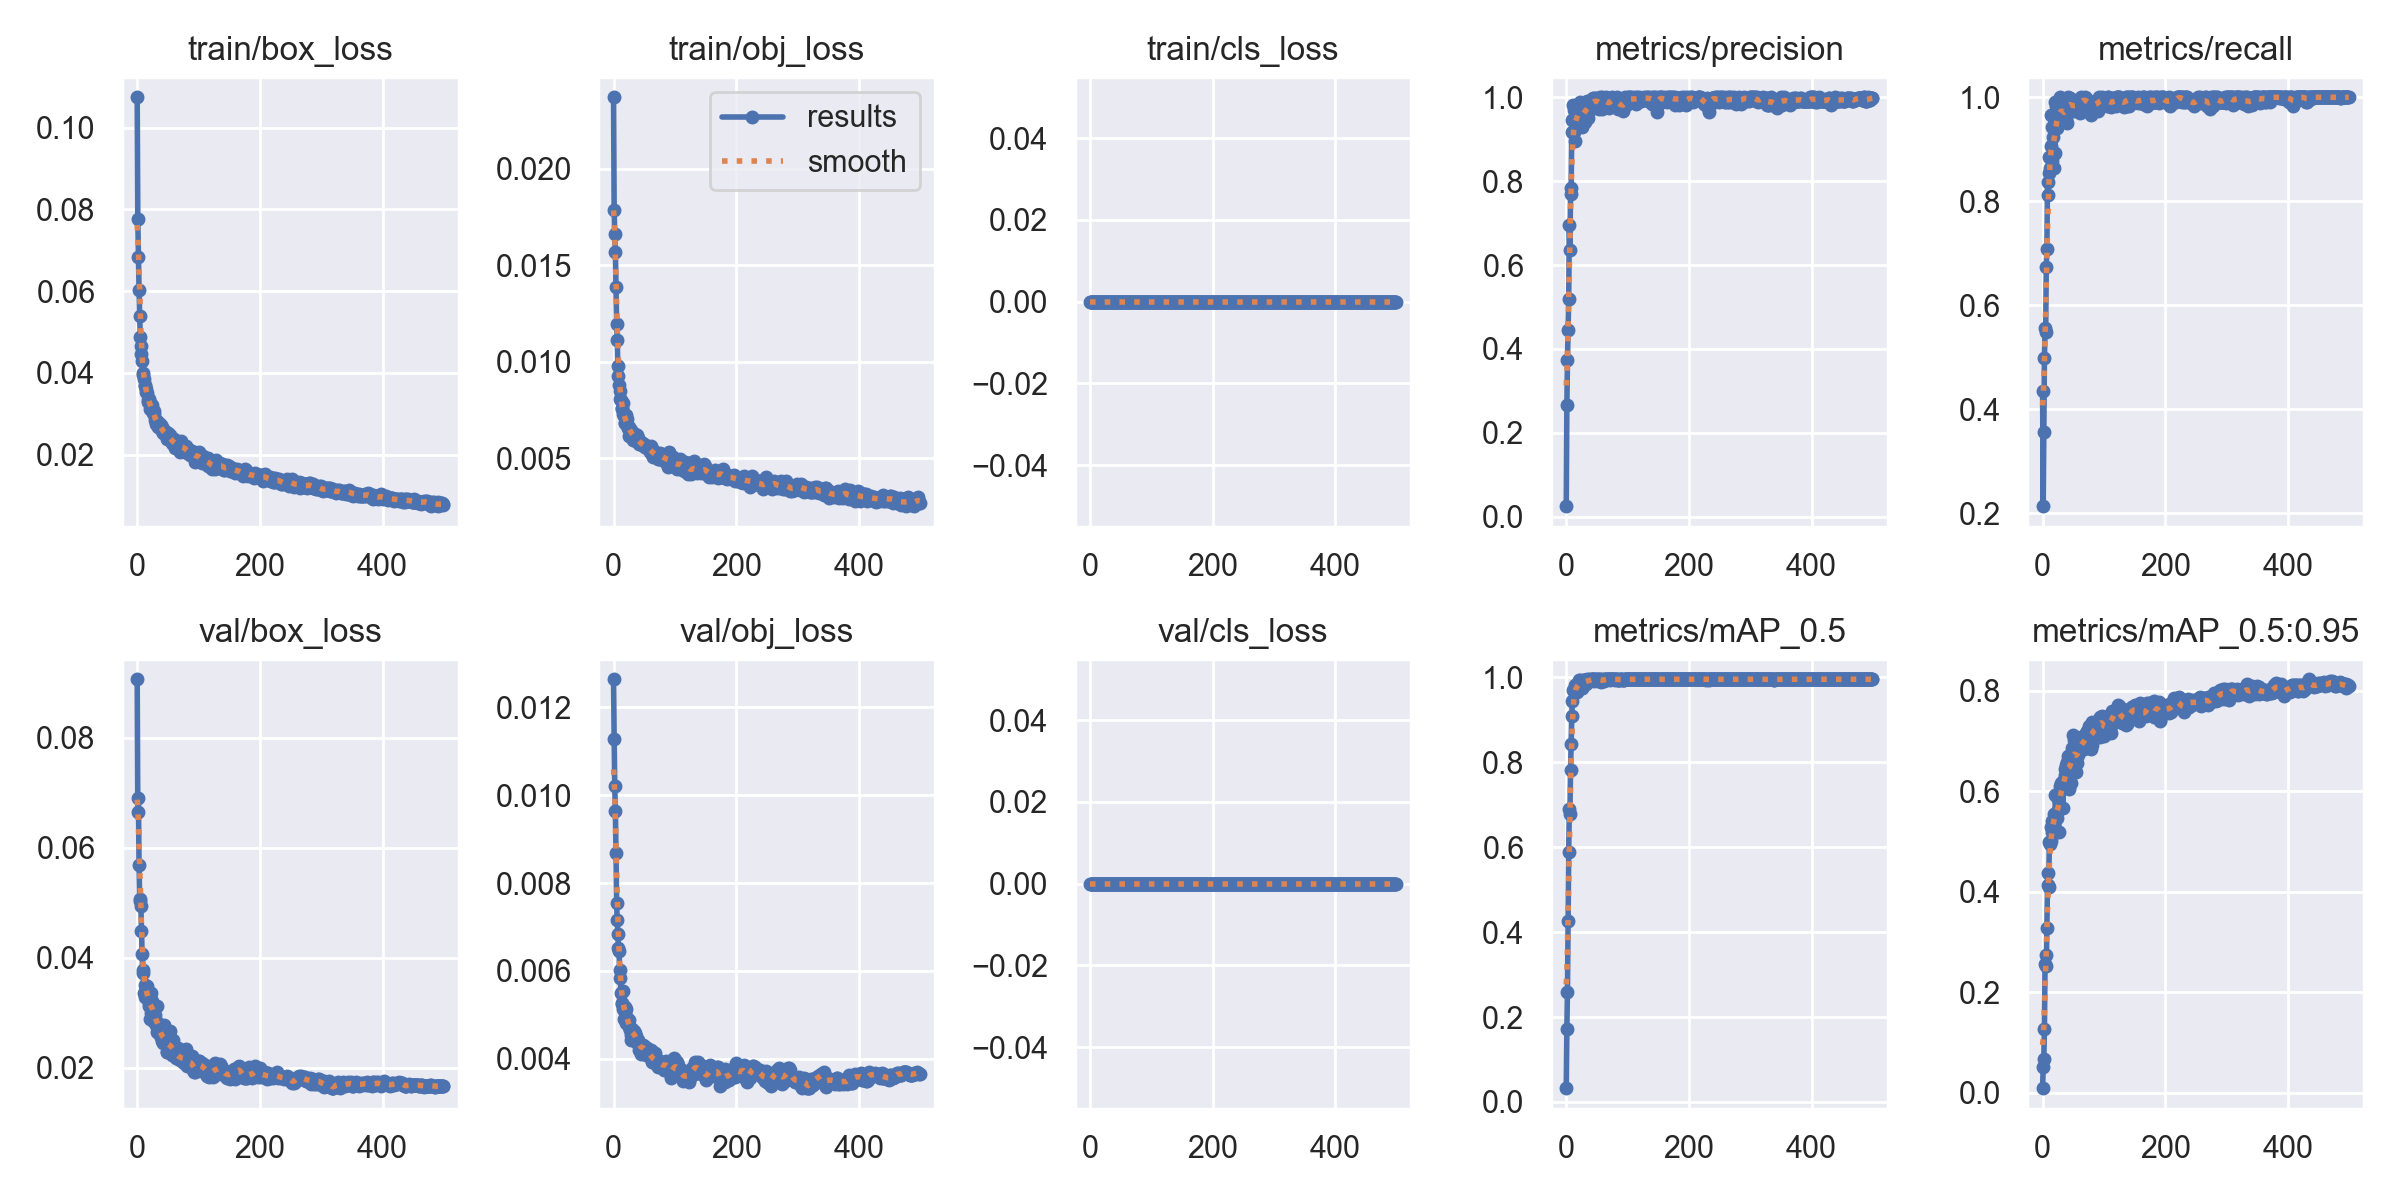 train/box_loss
0.10
0.08
0.06
0.04
0.02
0 200 400
train/obj_loss
results
smooth
0.020
0.015
0.010
0.005
0 200 400
train/cls_loss
0.04
0.02
0.00
−0.02
−0.04
0 200 400
metrics/precision
1.0
0.8
0.6
0.4
0.2
0.0
0 200 400
metrics/recall
1.0
0.8
0.6
0.4
0.2
0 200 400
val/box_loss
0.08
0.06
0.04
0.02
0 200 400
val/obj_loss
0.012
0.010
0.008
0.006
0.004
0 200 400
val/cls_loss
0.04
0.02
0.00
−0.02
−0.04
0 200 400
metrics/mAP_0.5
1.0
0.8
0.6
0.4
0.2
0.0
0 200 400
metrics/mAP_0.5:0.95
0.8
0.6
0.4
0.2
0.0
0 200 400